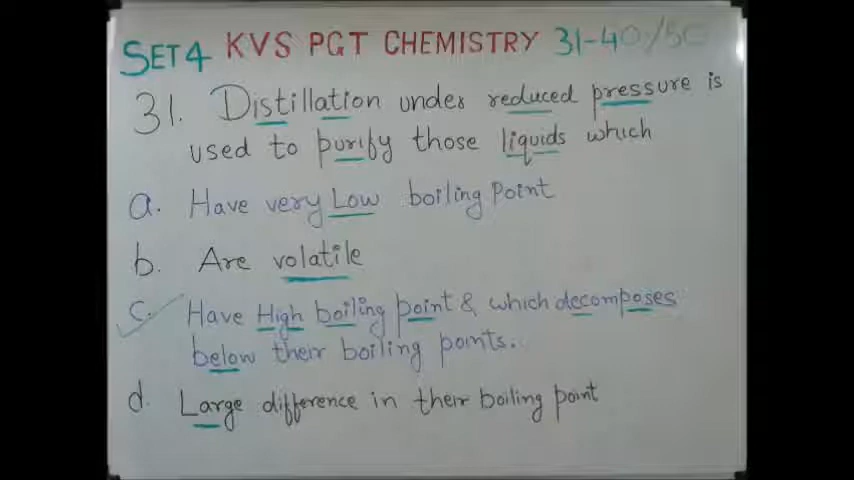 SET4 KVS PGT CHEMISTRY 31-40/50
31. Distillation under reduced pressure is
used to purify those liquids which
a. Have very Low boiling Point
b. Are volatile
c. Have High boiling point & which decomposes
below their boiling points.
d. Large difference in their boiling point